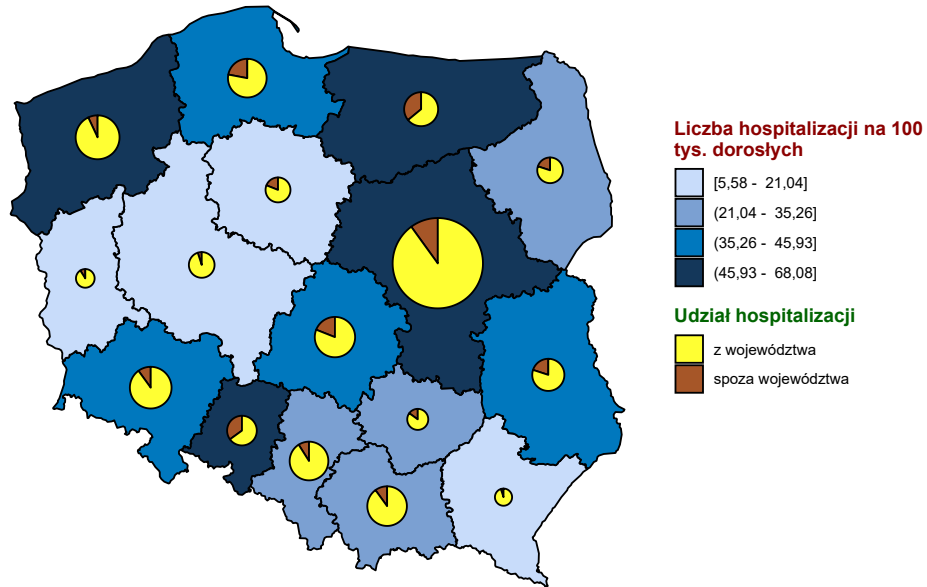 Liczba hospitalizacji na 100
tys. dorosłych
[5,58 - 21,04]
(21,04 - 35,26]
(35,26 - 45,93]
(45,93 - 68,08]
Udział hospitalizacji
z województwa
spoza województwa